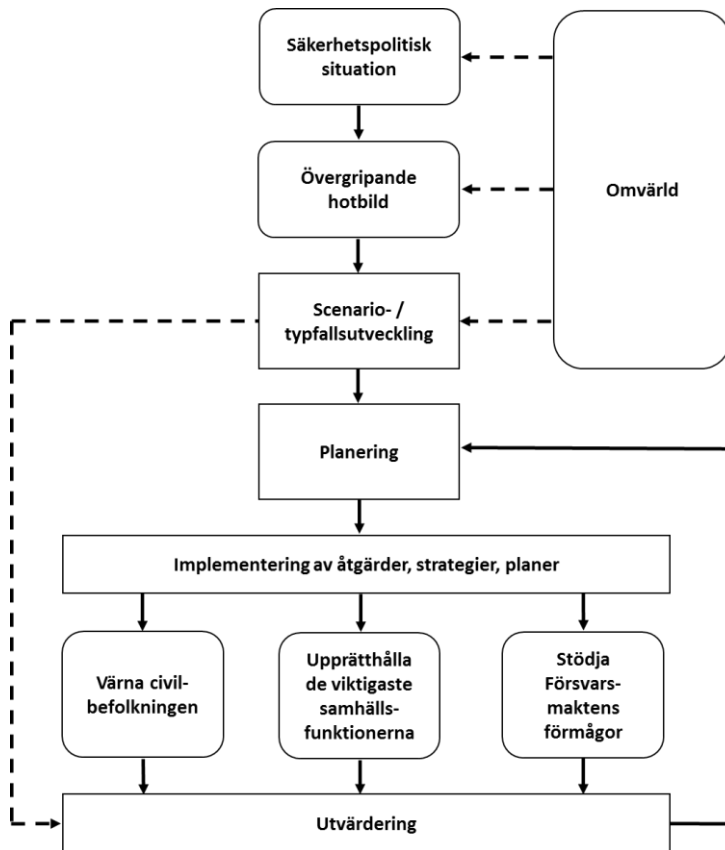 Säkerhetspolitisk
situation
Övergripande
hotbild
Omvärld
Scenario- /
typfallsutveckling
Planering
Implementering av åtgärder, strategier, planer
Värna civil-
befolkningen
Upprätthålla
de viktigaste
samhälls-
funktionerna
Stödja
Försvars-
maktens
förmågor
Utvärdering